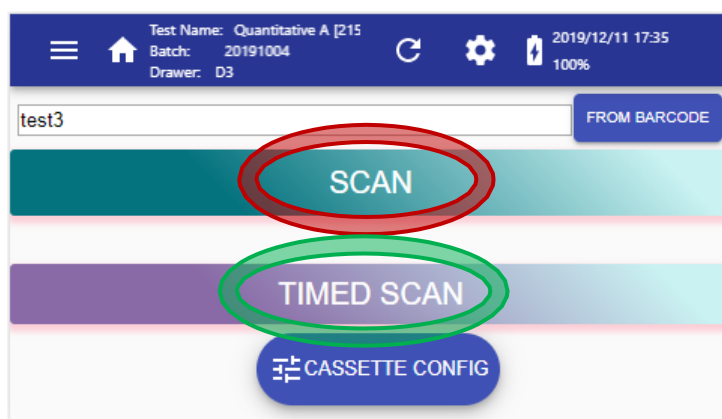 Test Name: Quantitative A [215
Batch: 20191004
Drawer: D3
2019/12/11 17:35
100%
test3
FROM BARCODE
SCAN
TIMED SCAN
CASSETTE CONFIG